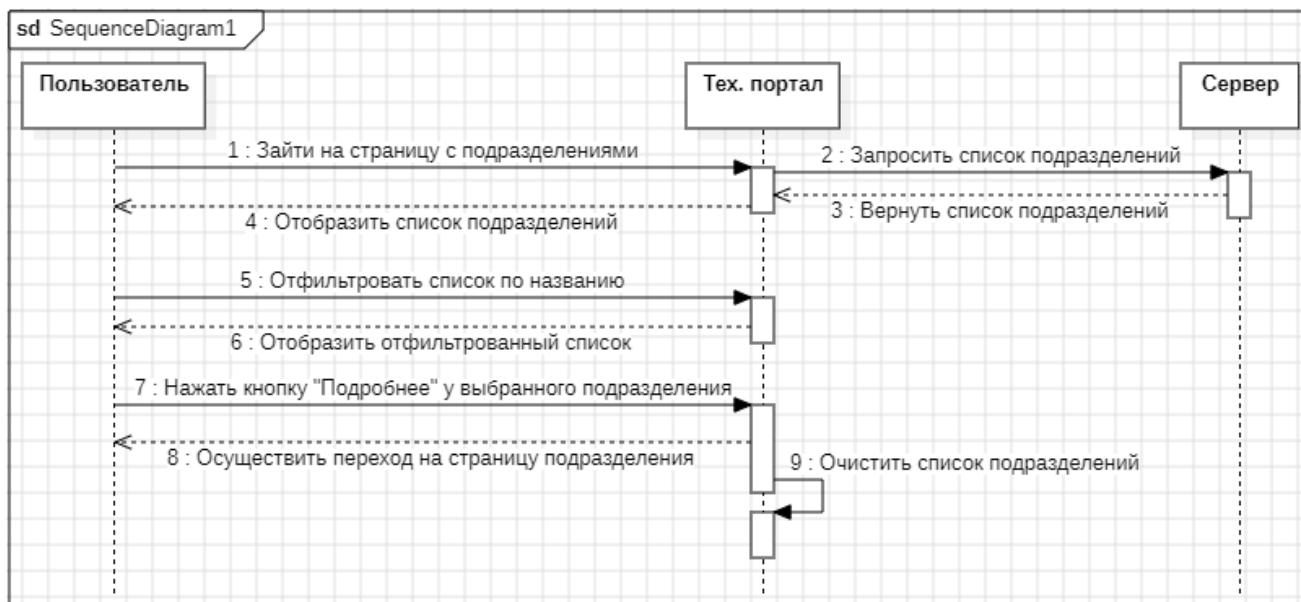 sd SequenceDiagram1
Пользователь
Тех. портал
Сервер
1 : Зайти на страницу с подразделениями
2 : Запросить список подразделений
3 : Вернуть список подразделений
4 : Отобразить список подразделений
5 : Отфильтровать список по названию
6 : Отобразить отфильтрованный список
7 : Нажать кнопку "Подробнее" у выбранного подразделения
8 : Осуществить переход на страницу подразделения
9 : Очистить список подразделений